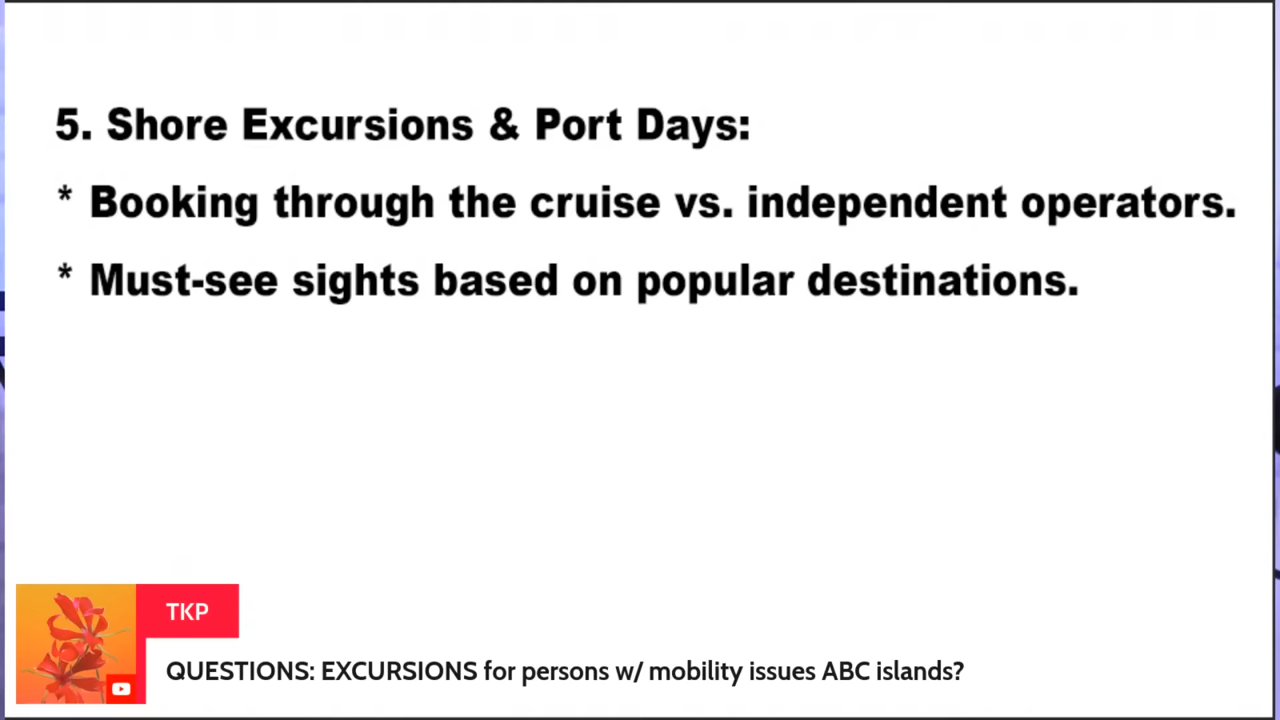 5. Shore Excursions & Port Days:
* Booking through the cruise vs. independent operators.
* Must-see sights based on popular destinations.
TKP
QUESTIONS: EXCURSIONS for persons w/ mobility issues ABC islands?